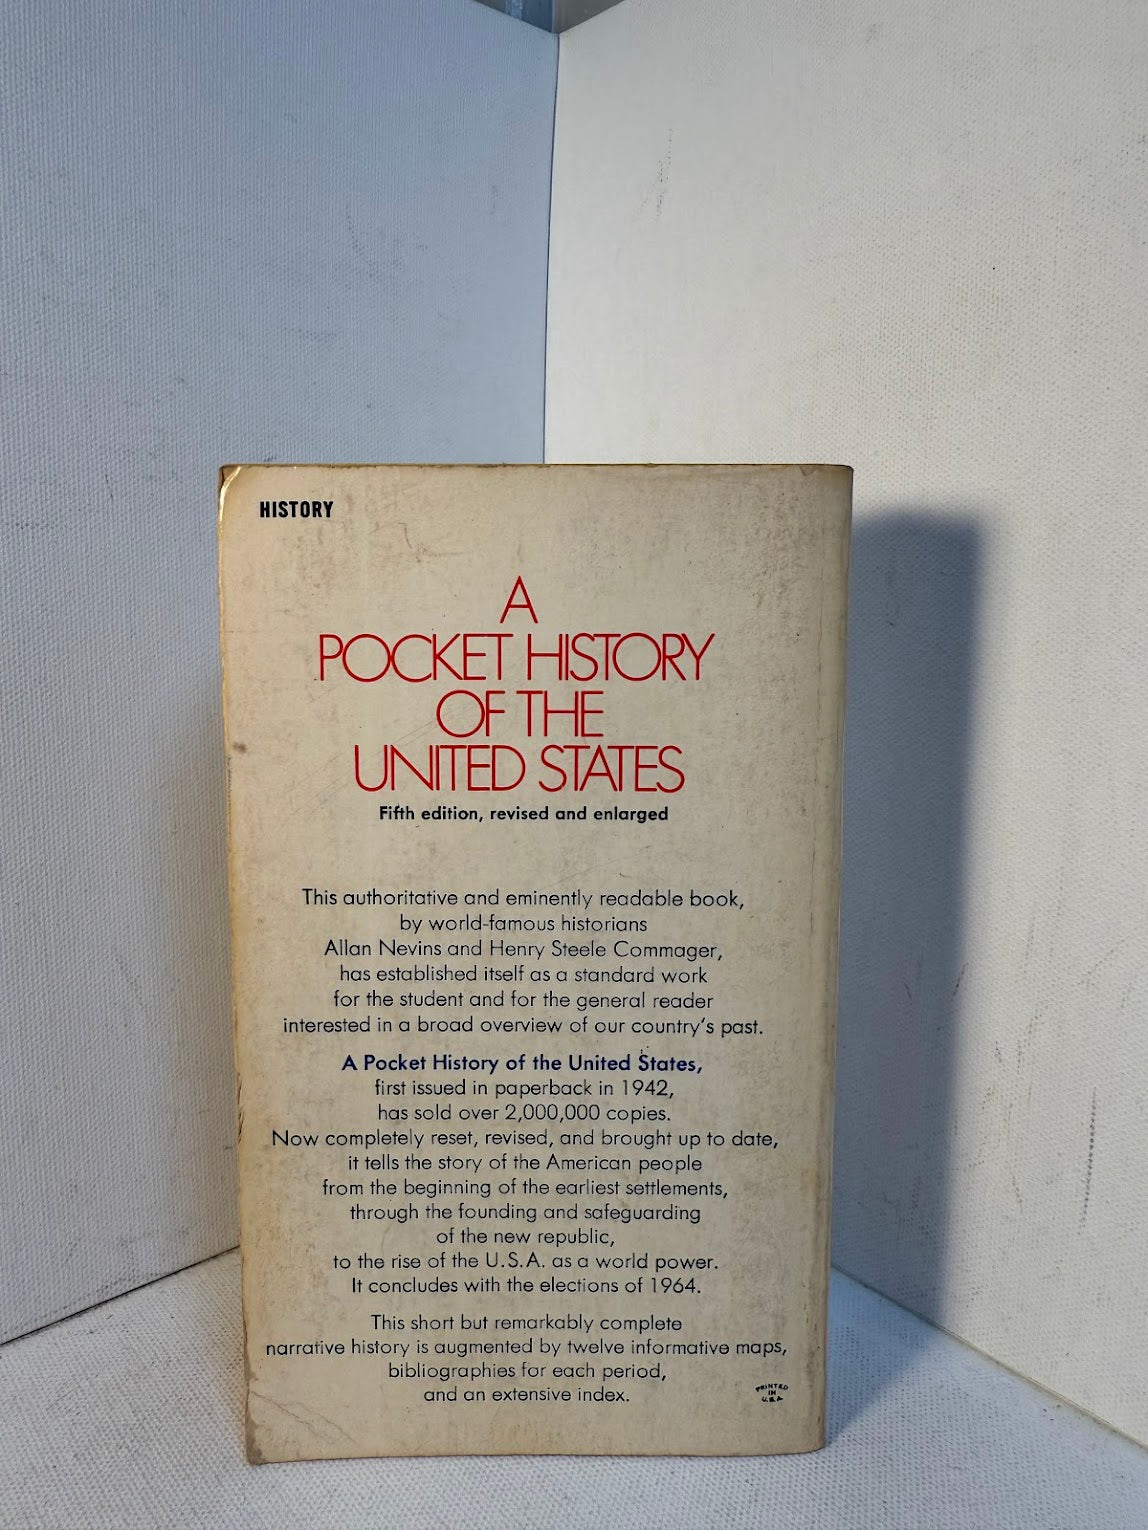 HISTORY
A
POCKET HISTORY
OF THE
UNITED STATES
Fifth edition, revised and enlarged
This authoritative and eminently readable book,
by world-famous historians
Allan Nevins and Henry Steele Commager,
has established itself as a standard work
for the student and for the general reader
interested in a broad overview of our country's past.
A Pocket History of the United States,
first issued in paperback in 1942,
has sold over 2,000,000 copies.
Now completely reset, revised, and brought up to date,
it tells the story of the American people
from the beginning of the earliest settlements,
through the founding and safeguarding
of the new republic,
to the rise of the U.S.A. as a world power.
It concludes with the elections of 1964.
This short but remarkably complete
narrative history is augmented by twelve informative maps,
bibliographies for each period,
and an extensive index.
PRINTED
IN
U.S.A